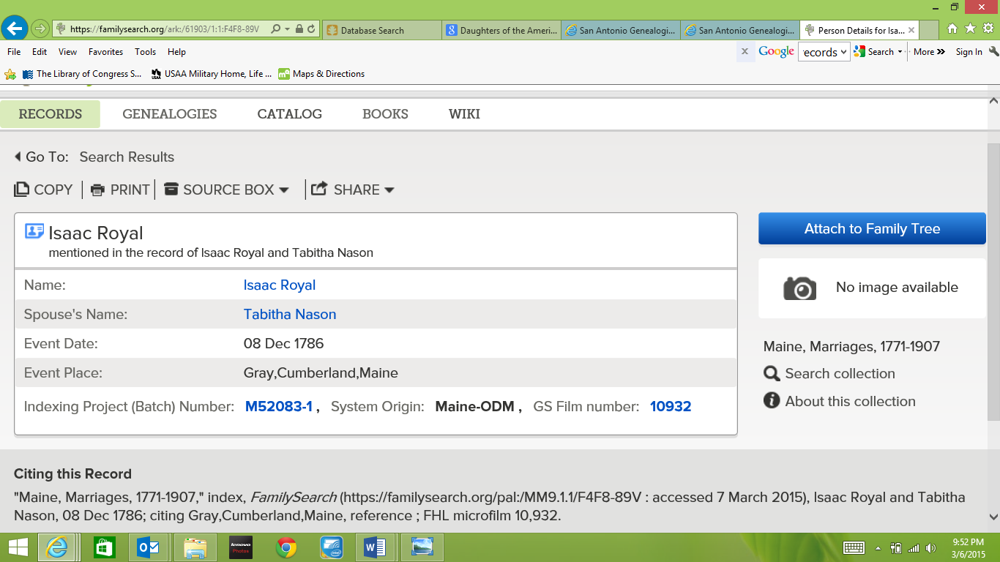 https://familysearch.org/ark:/61903/1:1:F4F8-89V
Database Search
Daughters of the Ameri...
San Antonio Genealogi...
San Antonio Genealogi...
Person Details for Isa...
File Edit View Favorites Tools Help
x Google ecords Search More Sign In
The Library of Congress S... USAA Military Home, Life ... Maps & Directions
RECORDS GENEALOGIES CATALOG BOOKS WIKI
Go To: Search Results
COPY PRINT SOURCE BOX SHARE
Isaac Royal
mentioned in the record of Isaac Royal and Tabitha Nason
Name: Isaac Royal
Spouse's Name: Tabitha Nason
Event Date: 08 Dec 1786
Event Place: Gray,Cumberland,Maine
Indexing Project (Batch) Number: M52083-1 , System Origin: Maine-ODM , GS Film number: 10932
Attach to Family Tree
No image available
Maine, Marriages, 1771-1907
Search collection
About this collection
Citing this Record
"Maine, Marriages, 1771-1907," index, FamilySearch (https://familysearch.org/pal:/MM9.1.1/F4F8-89V : accessed 7 March 2015), Isaac Royal and Tabitha
Nason, 08 Dec 1786; citing Gray,Cumberland,Maine, reference ; FHL microfilm 10,932.
lenovo
Photos
9:52 PM
3/6/2015